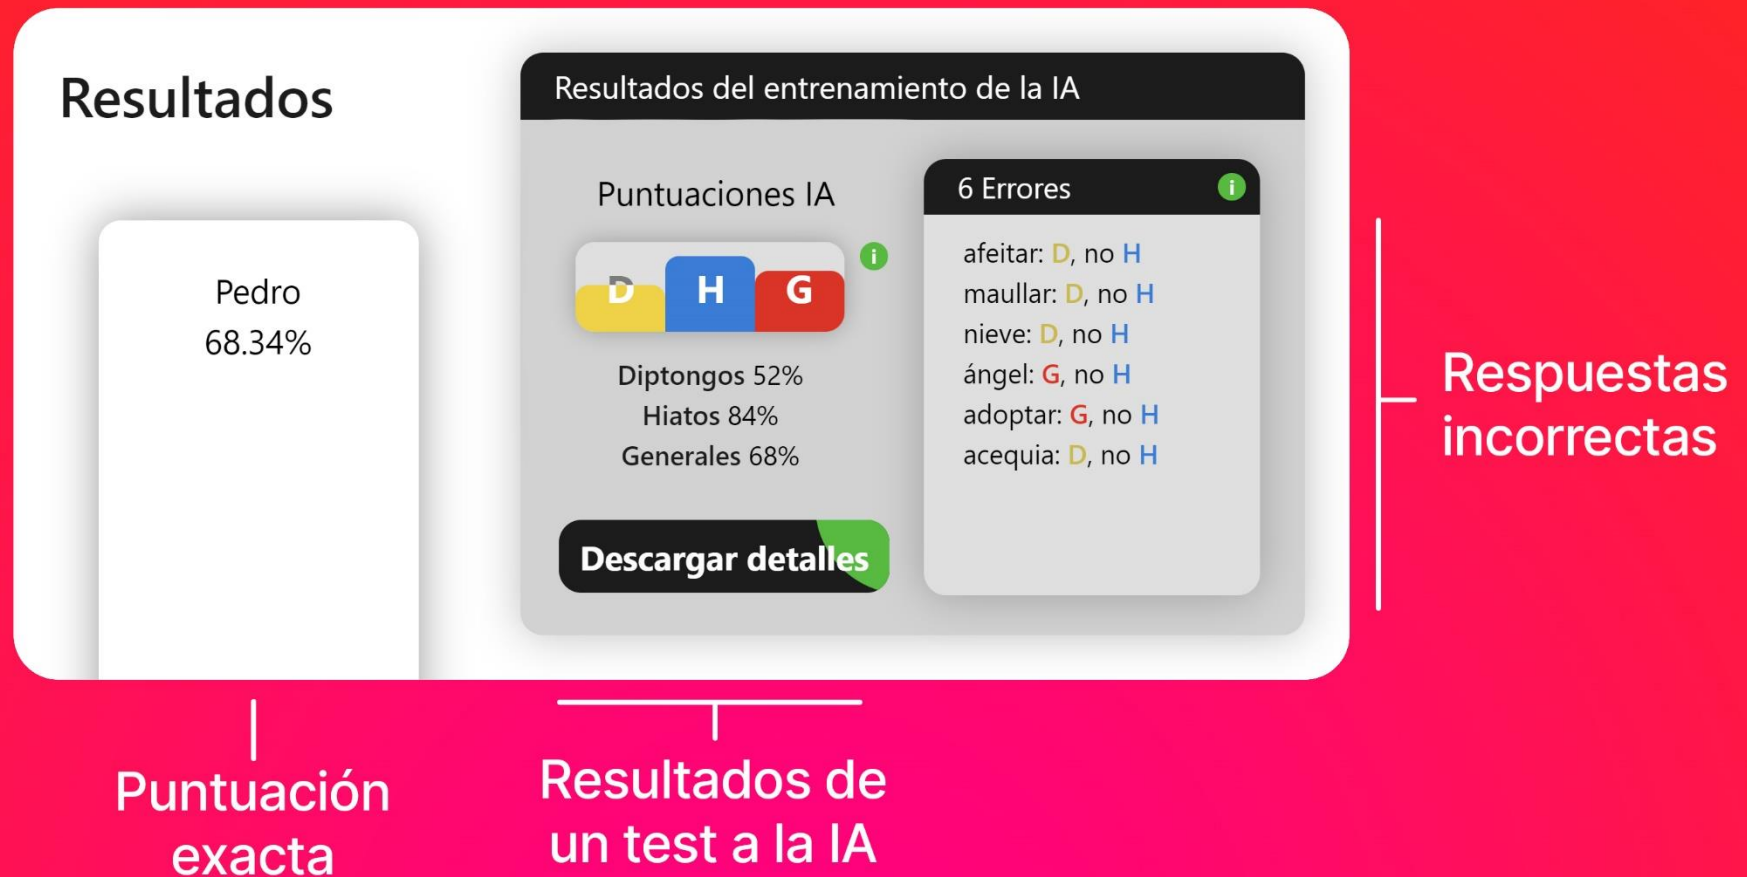 Resultados
Pedro
68.34%
Resultados del entrenamiento de la IA
Puntuaciones IA
D H G
Diptongos 52%
Hiatos 84%
Generales 68%
Descargar detalles
6 Errores
afeitar: D, no H
maullar: D, no H
nieve: D, no H
ángel: G, no H
adoptar: G, no H
acequia: D, no H
Respuestas
incorrectas
Puntuación
exacta
Resultados de
un test a la IA